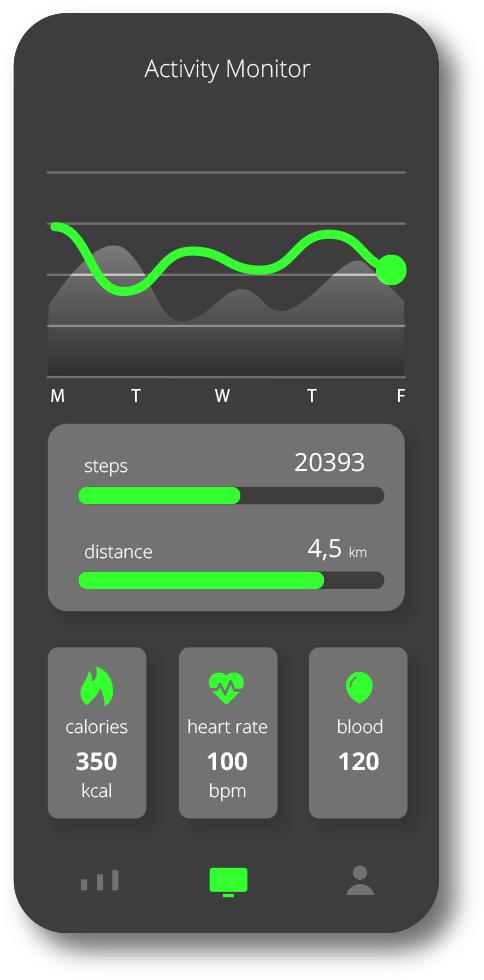 Activity Monitor
M T W T F
steps 20393
distance 4,5 km
calories heart rate blood
350 100 120
kcal bpm